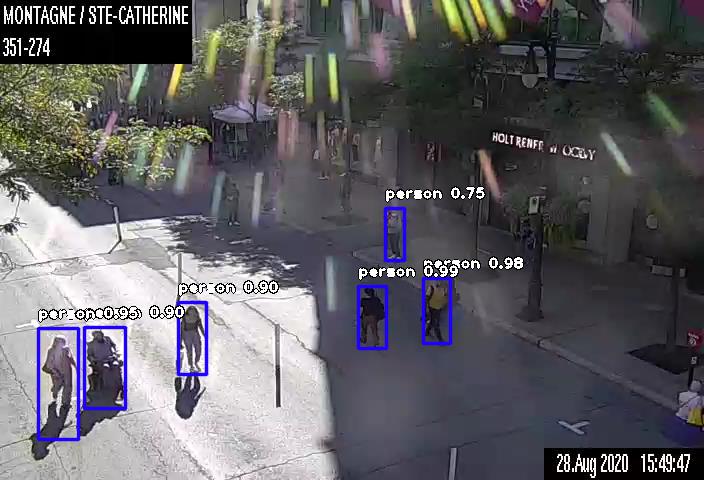 MONTAGNE / STE-CATHERINE
351-274
HOLT RENFREW OGILVY
person 0.75
person 0.99
person 0.98
person 0.90
person 0.95
person 0.90
28.Aug 2020 15:49:47